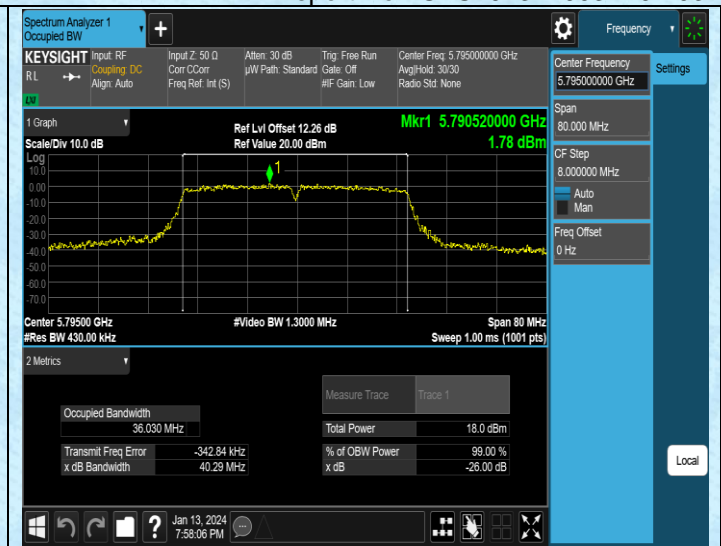 Spectrum Analyzer 1
Occupied BW
Frequency
KEYSIGHT
RL
LXI
Input: RF
Coupling: DC
Align: Auto
Input Z: 50 Ω
Corr CCorr
Freq Ref: Int (S)
Atten: 30 dB
µW Path: Standard
Trig: Free Run
Gate: Off
#IF Gain: Low
Center Freq: 5.795000000 GHz
Avg|Hold: 30/30
Radio Std: None
Center Frequency
5.795000000 GHz
Settings
Span
80.000 MHz
CF Step
8.000000 MHz
Auto
Man
Freq Offset
0 Hz
1 Graph
Scale/Div 10.0 dB
Ref Lvl Offset 12.26 dB
Ref Value 20.00 dBm
Mkr1 5.790520000 GHz
1.78 dBm
Log
10.0
0.00
-10.0
-20.0
-30.0
-40.0
-50.0
-60.0
-70.0
1
Center 5.79500 GHz
#Res BW 430.00 kHz
#Video BW 1.3000 MHz
Span 80 MHz
Sweep 1.00 ms (1001 pts)
2 Metrics
Measure Trace Trace 1
Occupied Bandwidth
36.030 MHz
Total Power 18.0 dBm
Transmit Freq Error -342.84 kHz
% of OBW Power 99.00 %
x dB Bandwidth 40.29 MHz
x dB -26.00 dB
Local
Jan 13, 2024
7:58:06 PM